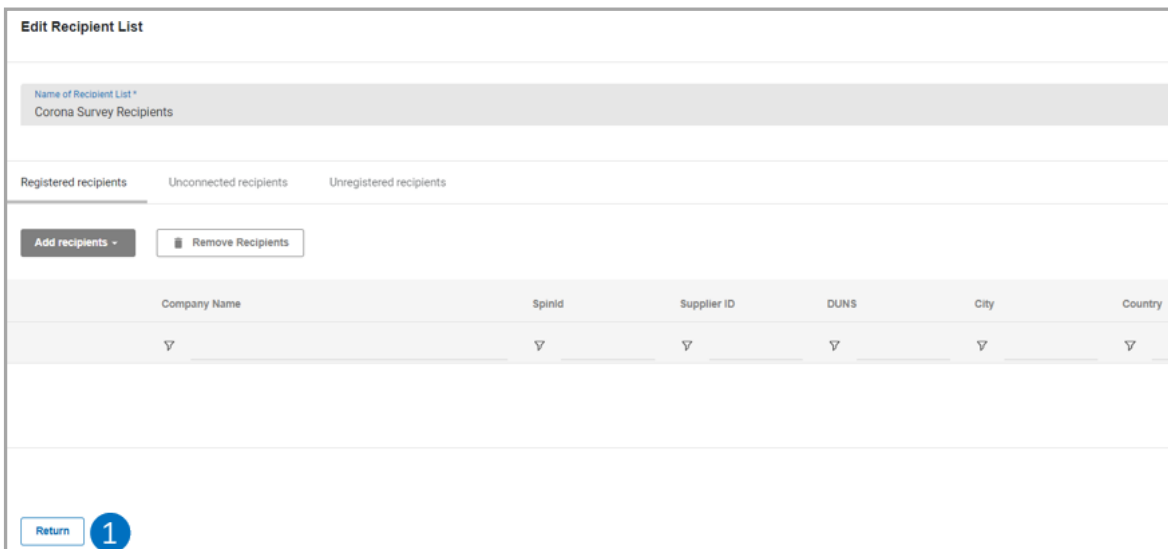 Edit Recipient List
Name of Recipient List *
Corona Survey Recipients
Registered recipients Unconnected recipients Unregistered recipients
Add recipients Remove Recipients
Company Name SpinId Supplier ID DUNS City Country
Return 1